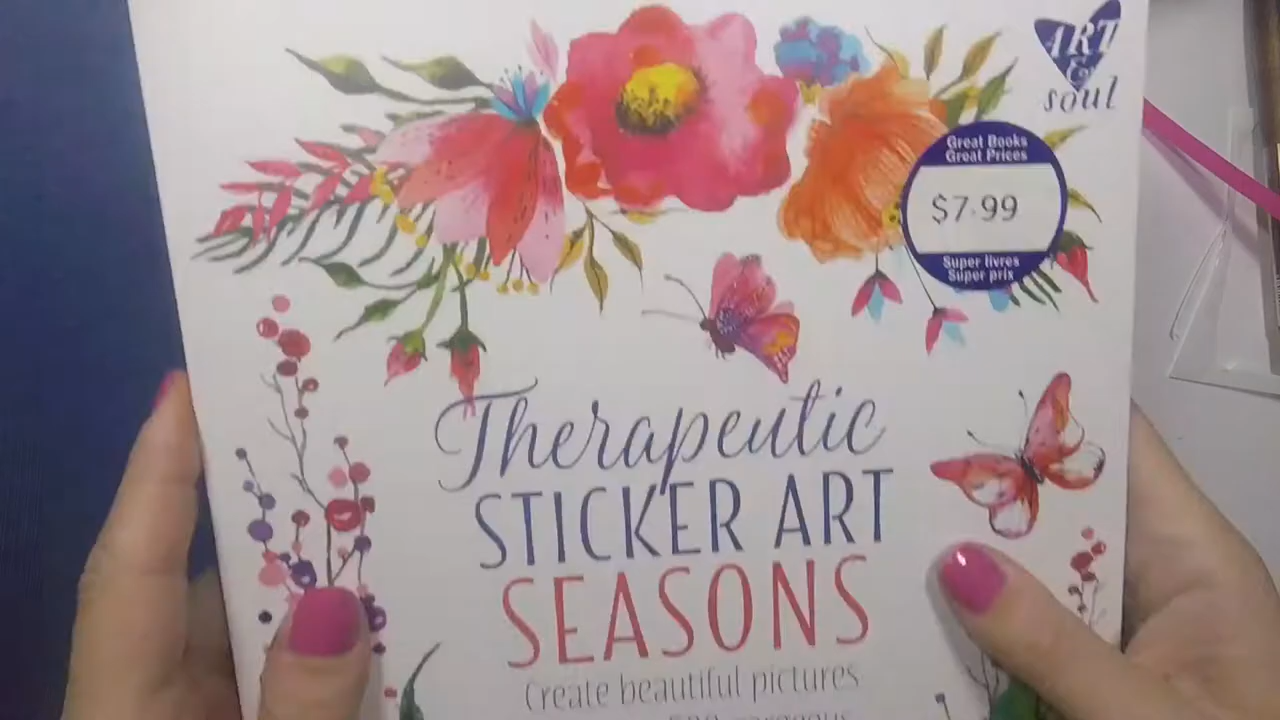 ART
&
soul
Great Books
Great Prices
$7.99
Super livres
Super prix
Therapeutic
STICKER ART
SEASONS
Create beautiful pictures